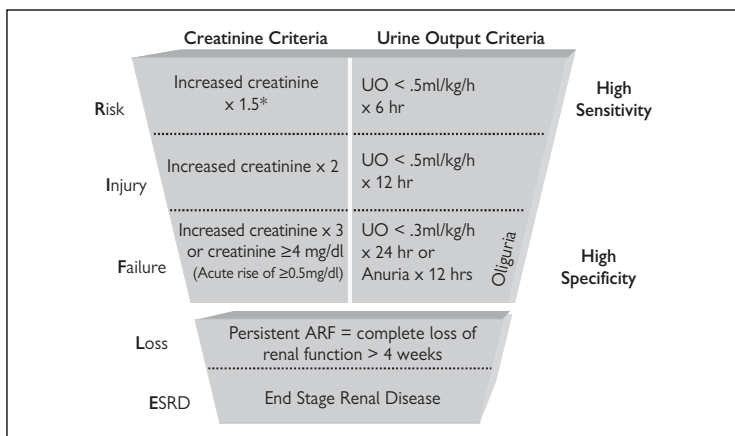 Creatinine Criteria
Urine Output Criteria
Risk
Increased creatinine
x 1.5*
UO < .5ml/kg/h
x 6 hr
High
Sensitivity
Injury
Increased creatinine x 2
UO < .5ml/kg/h
x 12 hr
Failure
Increased creatinine x 3
or creatinine ≥4 mg/dl
(Acute rise of ≥0.5mg/dl)
UO < .3ml/kg/h
x 24 hr or
Anuria x 12 hrs
Oliguria
High
Specificity
Loss
Persistent ARF = complete loss of
renal function > 4 weeks
ESRD
End Stage Renal Disease